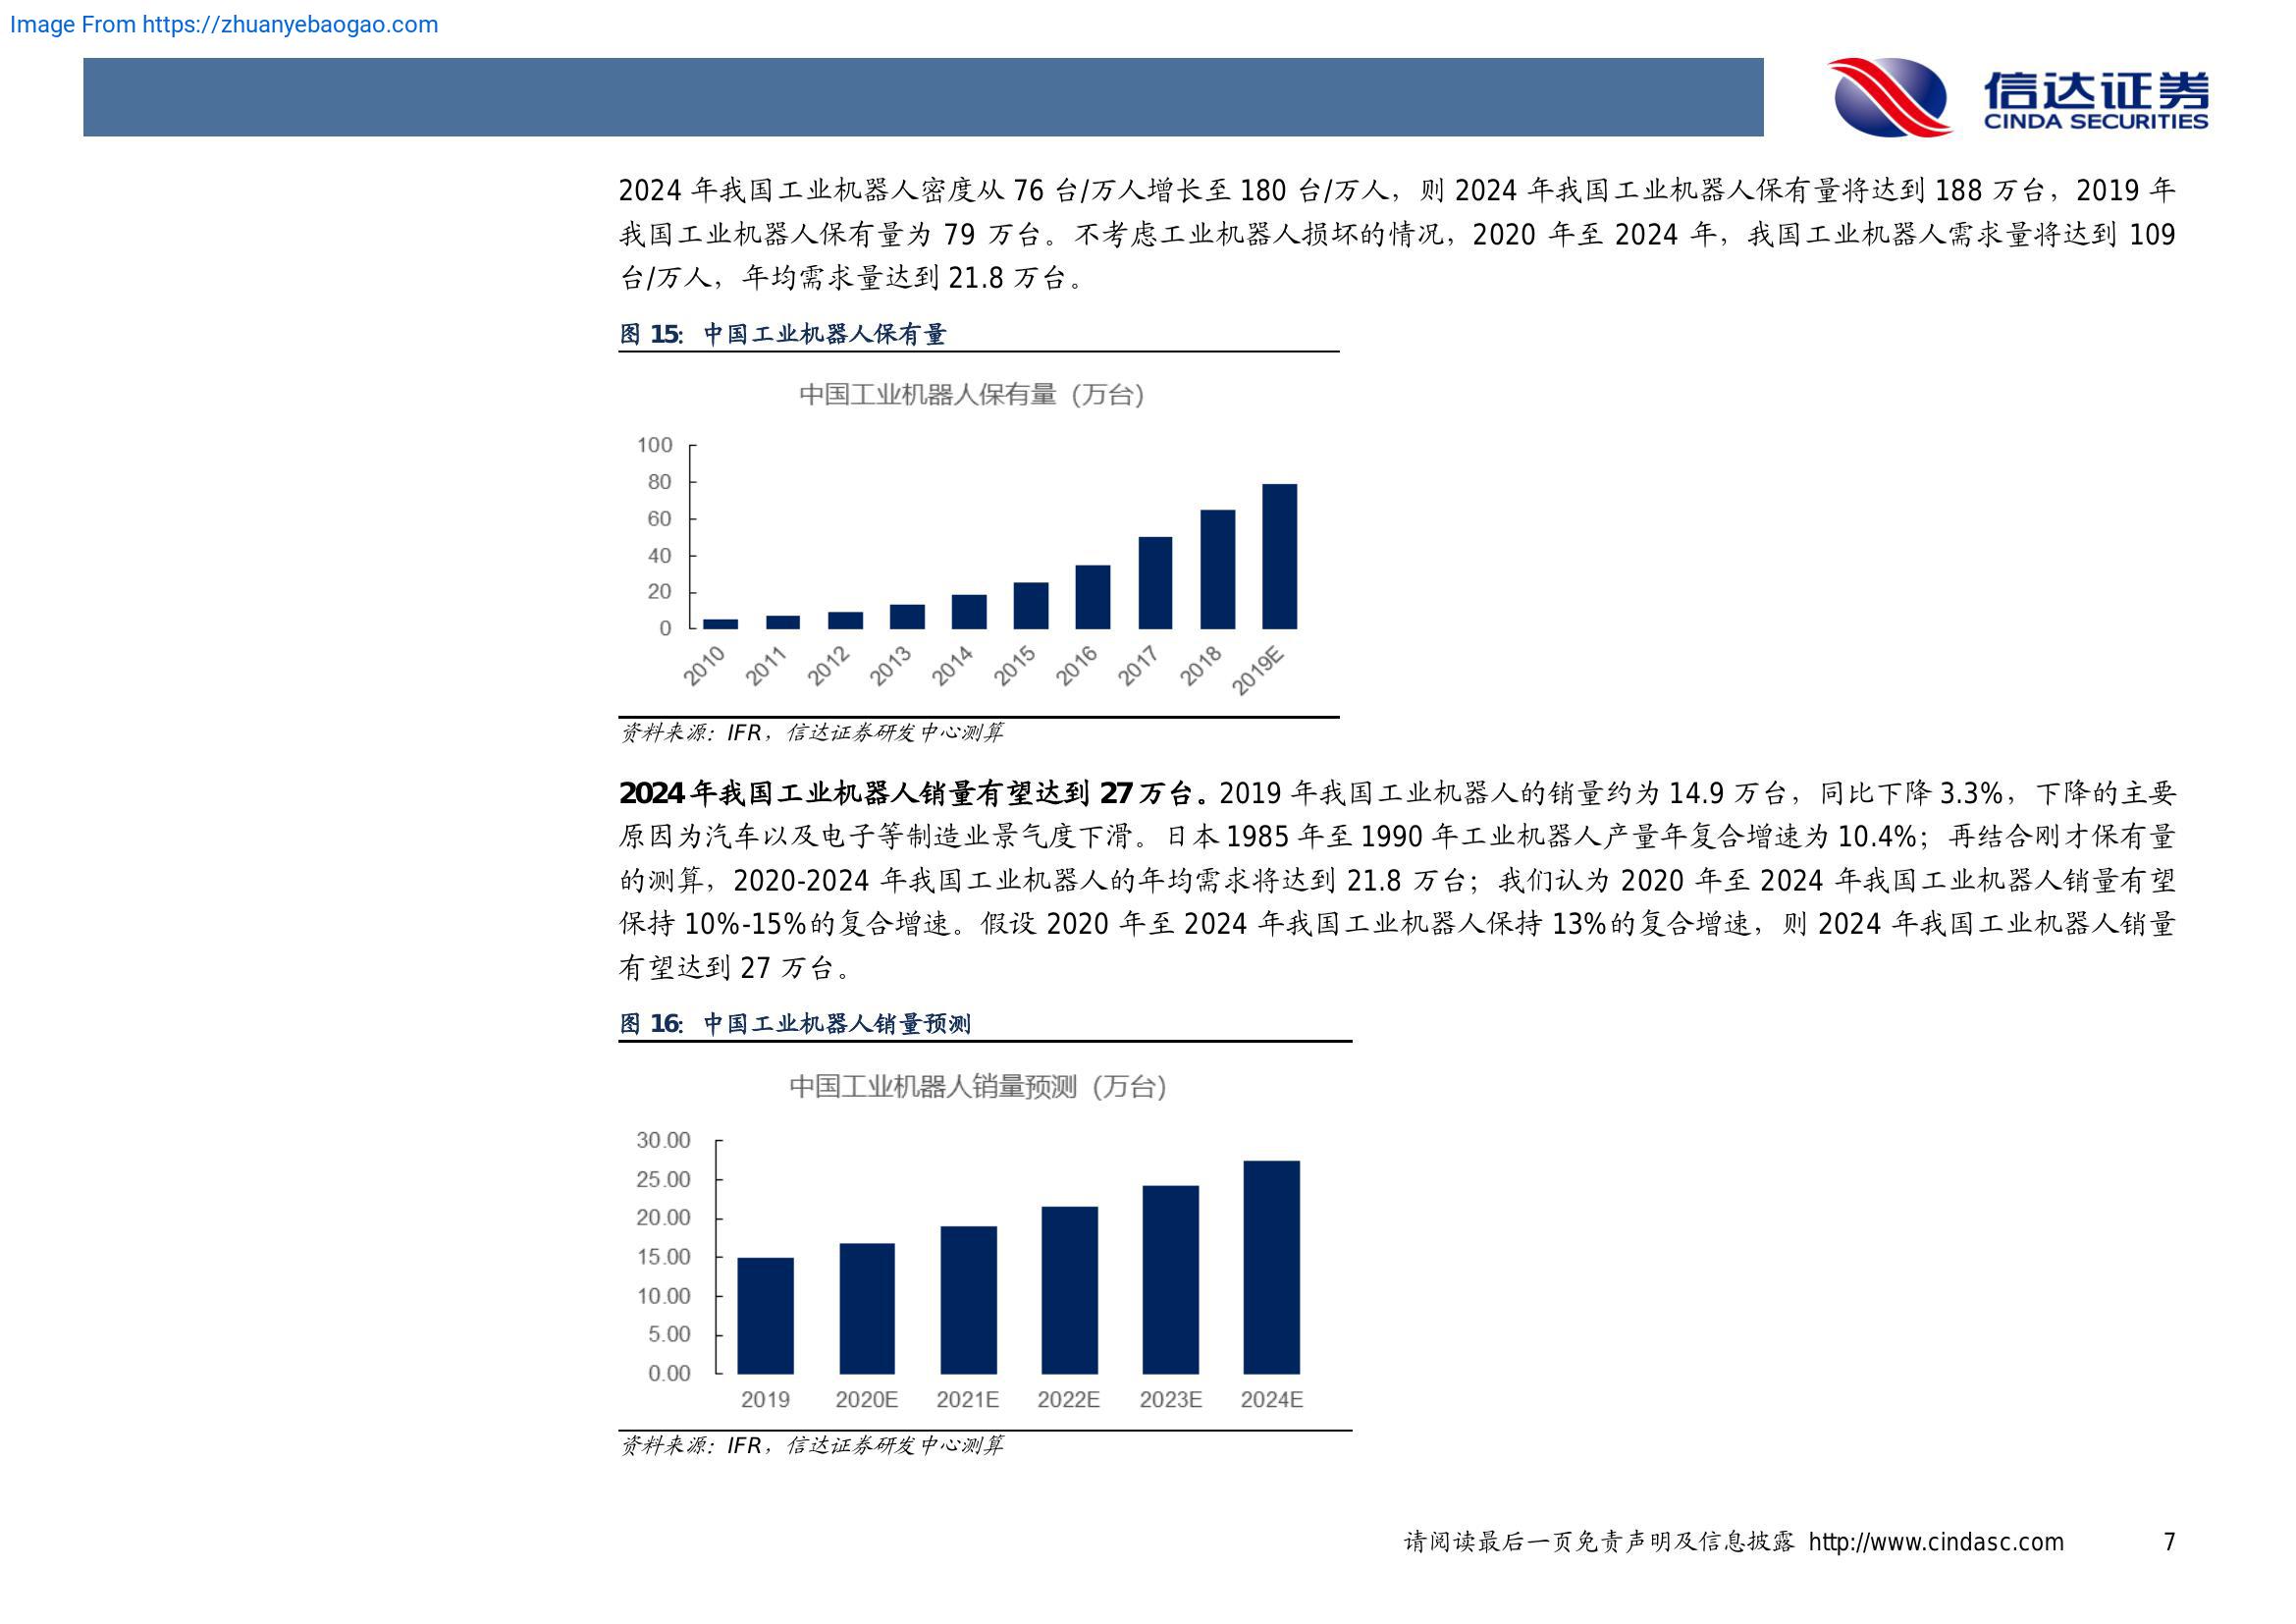 Image From https://zhuanyebaogao.com
信达证券
CINDA SECURITIES
2024 年我国工业机器人密度从 76 台/万人增长至 180 台/万人，则 2024 年我国工业机器人保有量将达到 188 万台，2019 年
我国工业机器人保有量为 79 万台。不考虑工业机器人损坏的情况，2020 年至 2024 年，我国工业机器人需求量将达到 109
台/万人，年均需求量达到 21.8 万台。
图 15: 中国工业机器人保有量
中国工业机器人保有量（万台）
100
80
60
40
20
0
2010 2011 2012 2013 2014 2015 2016 2017 2018 2019E
资料来源：IFR，信达证券研发中心测算
2024 年我国工业机器人销量有望达到 27 万台。2019 年我国工业机器人的销量约为 14.9 万台，同比下降 3.3%，下降的主要
原因为汽车以及电子等制造业景气度下滑。日本 1985 年至 1990 年工业机器人产量年复合增速为 10.4%；再结合刚才保有量
的测算，2020-2024 年我国工业机器人的年均需求将达到 21.8 万台；我们认为 2020 年至 2024 年我国工业机器人销量有望
保持 10%-15%的复合增速。假设 2020 年至 2024 年我国工业机器人保持 13%的复合增速，则 2024 年我国工业机器人销量
有望达到 27 万台。
图 16: 中国工业机器人销量预测
中国工业机器人销量预测（万台）
30.00
25.00
20.00
15.00
10.00
5.00
0.00
2019 2020E 2021E 2022E 2023E 2024E
资料来源：IFR，信达证券研发中心测算
请阅读最后一页免责声明及信息披露 http://www.cindasc.com 7